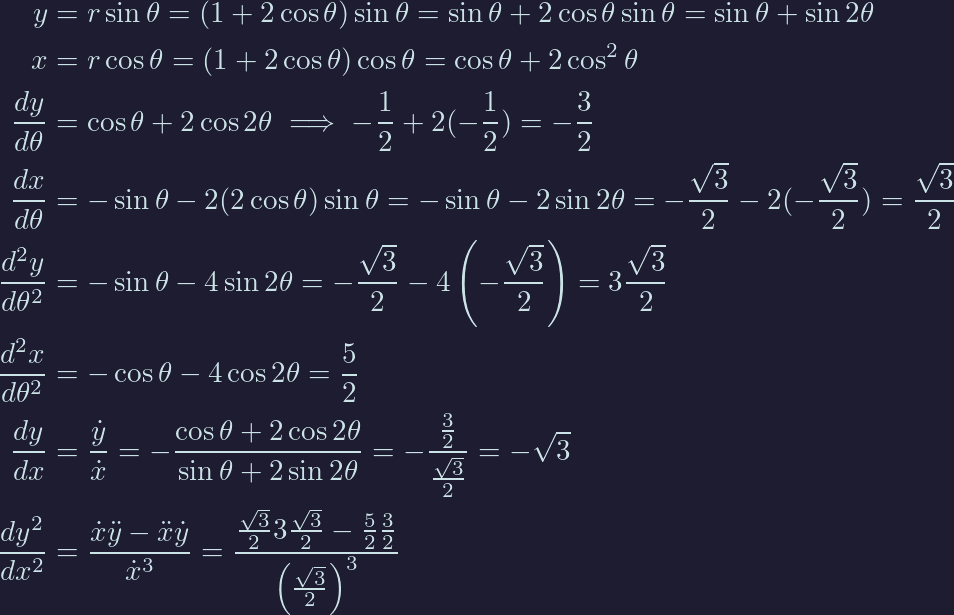 y = r sin θ = (1 + 2 cos θ) sin θ = sin θ + 2 cos θ sin θ = sin θ + sin 2θ
x = r cos θ = (1 + 2 cos θ) cos θ = cos θ + 2 cos² θ
dy/dθ = cos θ + 2 cos 2θ ⟹ −1/2 + 2(−1/2) = −3/2
dx/dθ = − sin θ − 2(2 cos θ) sin θ = − sin θ − 2 sin 2θ = −√3/2 − 2(−√3/2) = √3/2
d²y/dθ² = − sin θ − 4 sin 2θ = −√3/2 − 4(−√3/2) = 3√3/2
d²x/dθ² = − cos θ − 4 cos 2θ = 5/2
dy/dx = ẏ/ẋ = −(cos θ + 2 cos 2θ)/(sin θ + 2 sin 2θ) = −(3/2)/(√3/2) = −√3
dy²/dx² = (ẋÿ − ẍẏ)/ẋ³ = (√3/2 3√3/2 − 5/2 3/2)/(√3/2)³